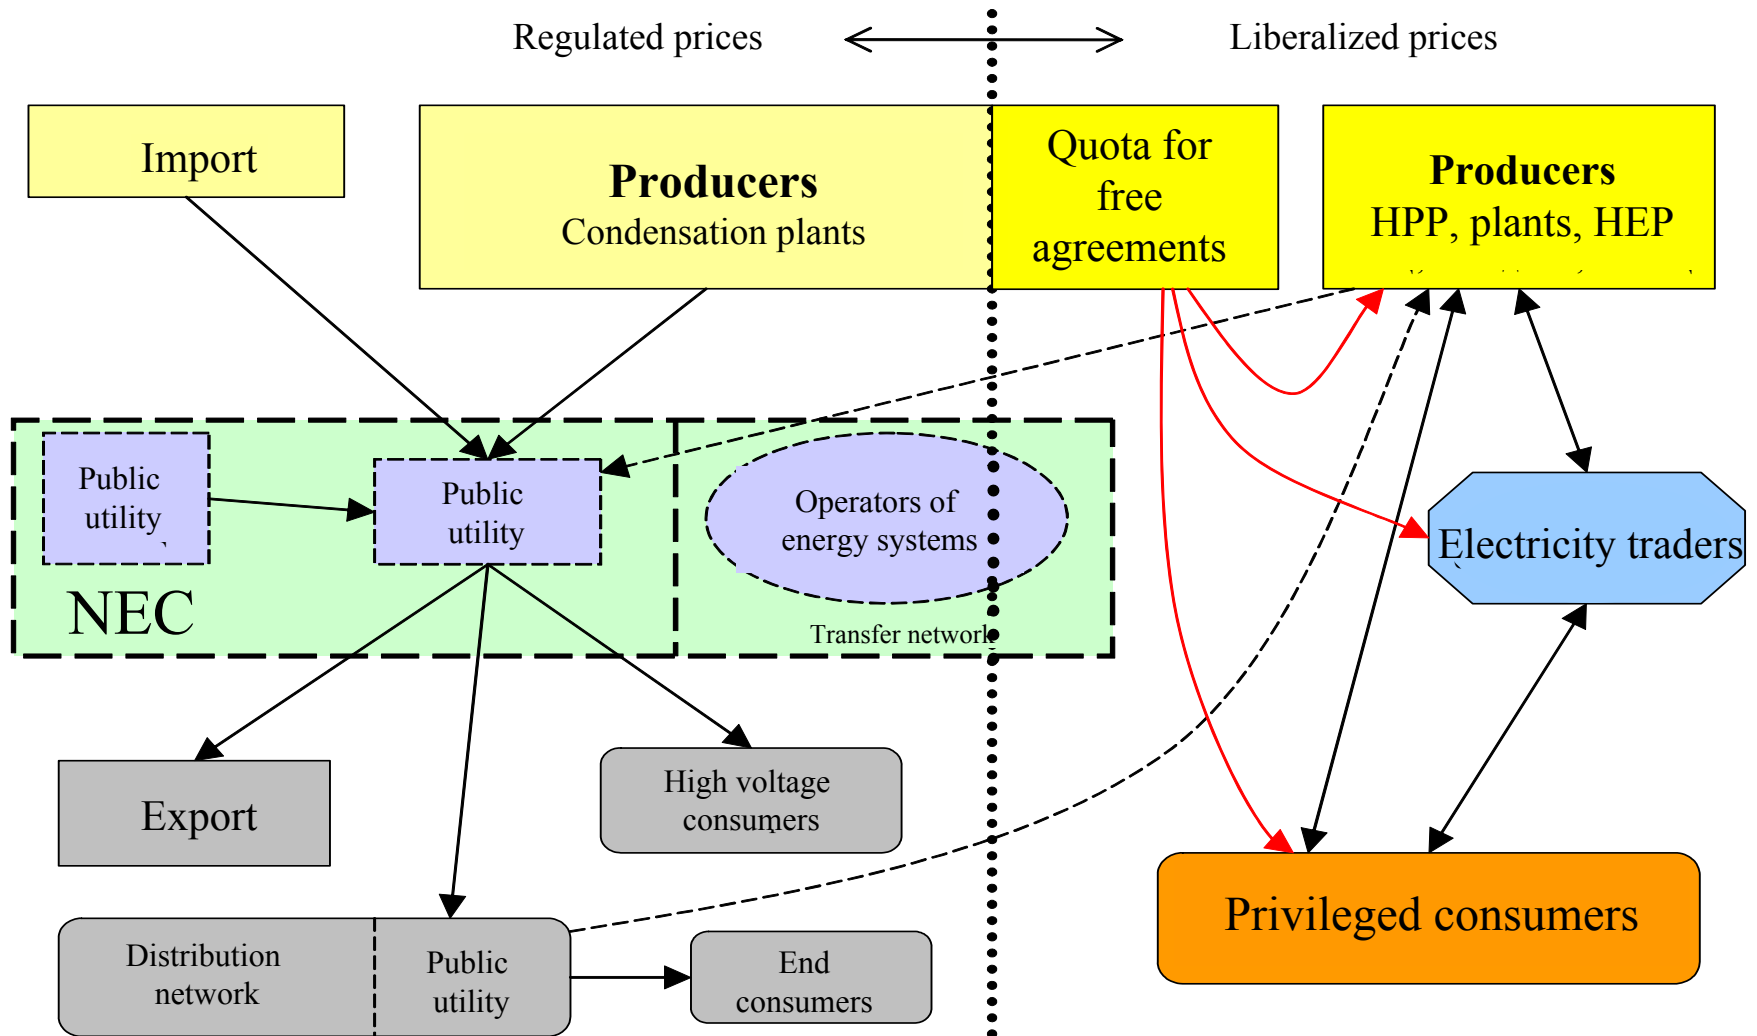 Regulated prices
Liberalized prices
Import
Producers
Condensation plants
Quota for
free
agreements
Producers
HPP, plants, HEP
Public
utility
Public
utility
Operators of
energy systems
NEC
Transfer network
Electricity traders
Export
High voltage
consumers
Privileged consumers
Distribution
network
Public
utility
End
consumers